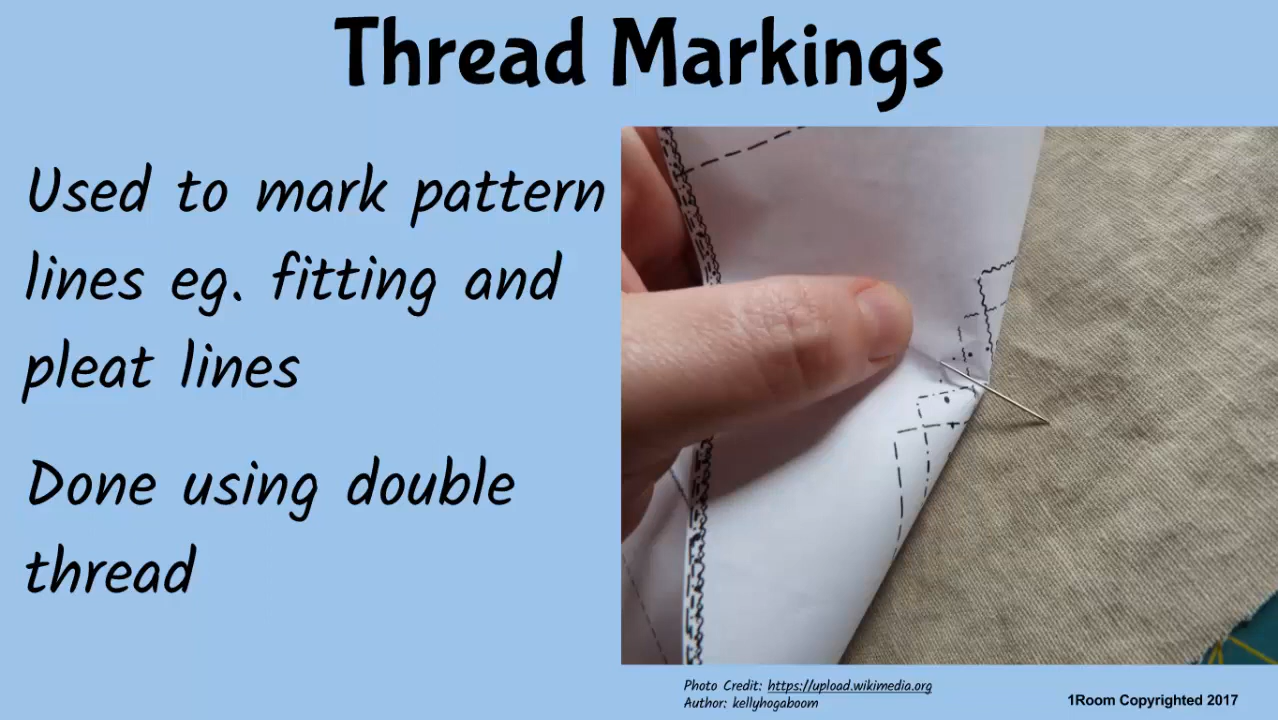 Thread Markings
Used to mark pattern
lines eg. fitting and
pleat lines
Done using double
thread
Photo Credit: https://upload.wikimedia.org
Author: kellyhogaboom
1Room Copyrighted 2017